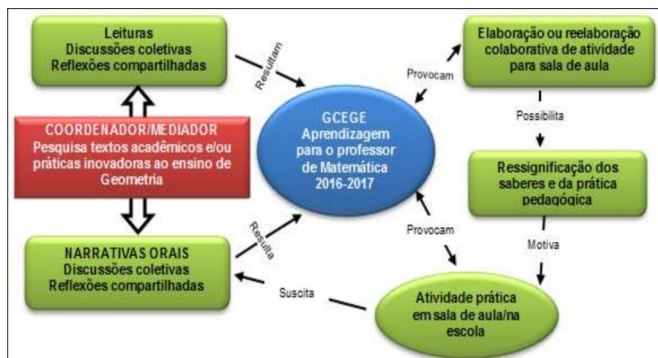 Leituras
Discussões coletivas
Reflexões compartilhadas
Resultam
COORDENADOR/MEDIADOR
Pesquisa textos acadêmicos e/ou
práticas inovadoras ao ensino de
Geometria
NARRATIVAS ORAIS
Discussões coletivas
Reflexões compartilhadas
Resulta
GCEGE
Aprendizagem
para o professor
de Matemática
2016-2017
Provocam
Elaboração ou reelaboração
colaborativa de atividade
para sala de aula
Possibilita
Ressignificação dos
saberes e da prática
pedagógica
Motiva
Provocam
Atividade prática
em sala de aula/na
escola
Suscita